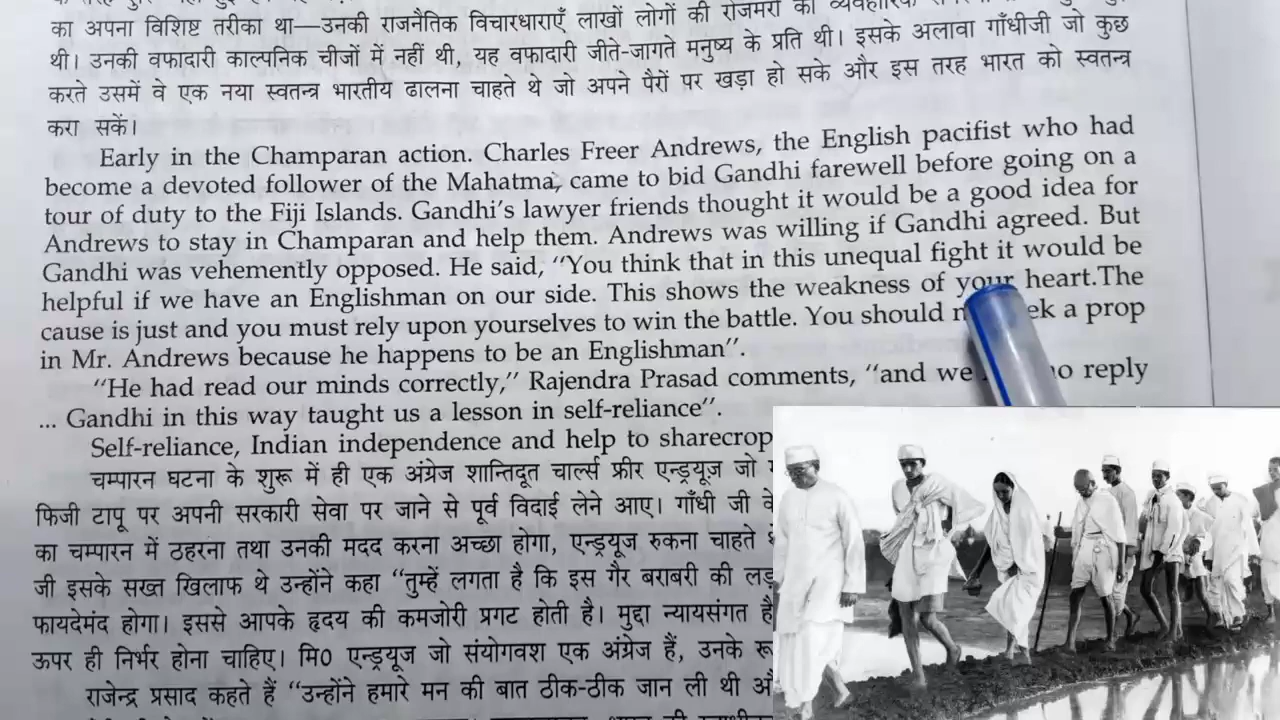 का अपना विशिष्ट तरीका था—उनकी राजनैतिक विचारधाराएँ लाखों लोगों की रोजमर्रा की व्यवहारिक
थी। उनकी वफादारी काल्पनिक चीजों में नहीं थी, यह वफादारी जीते-जागते मनुष्य के प्रति थी। इसके अलावा गाँधीजी जो कुछ
करते उसमें वे एक नया स्वतन्त्र भारतीय ढालना चाहते थे जो अपने पैरों पर खड़ा हो सके और इस तरह भारत को स्वतन्त्र
करा सकें।
Early in the Champaran action. Charles Freer Andrews, the English pacifist who had
become a devoted follower of the Mahatma, came to bid Gandhi farewell before going on a
tour of duty to the Fiji Islands. Gandhi's lawyer friends thought it would be a good idea for
Andrews to stay in Champaran and help them. Andrews was willing if Gandhi agreed. But
Gandhi was vehemently opposed. He said, "You think that in this unequal fight it would be
helpful if we have an Englishman on our side. This shows the weakness of your heart.The
cause is just and you must rely upon yourselves to win the battle. You should a prop
in Mr. Andrews because he happens to be an Englishman".
"He had read our minds correctly," Rajendra Prasad comments, "and we reply
... Gandhi in this way taught us a lesson in self-reliance".
Self-reliance, Indian independence and help to sharecrop
चम्पारन घटना के शुरू में ही एक अंग्रेज शान्तिदूत चार्ल्स फ्रीर एन्ड्रयूज़ जो
फिजी टापू पर अपनी सरकारी सेवा पर जाने से पूर्व विदाई लेने आए। गाँधी जी के
का चम्पारन में ठहरना तथा उनकी मदद करना अच्छा होगा, एन्ड्रयूज रुकना चाहते
जी इसके सख्त खिलाफ थे उन्होंने कहा "तुम्हें लगता है कि इस गैर बराबरी की
फायदेमंद होगा। इससे आपके हृदय की कमजोरी प्रगट होती है। मुद्दा न्यायसंगत है
ऊपर ही निर्भर होना चाहिए। मि० एन्ड्रयूज जो संयोगवश एक अंग्रेज हैं, उनके
राजेन्द्र प्रसाद कहते हैं "उन्होंने हमारे मन की बात ठीक-ठीक जान ली थी